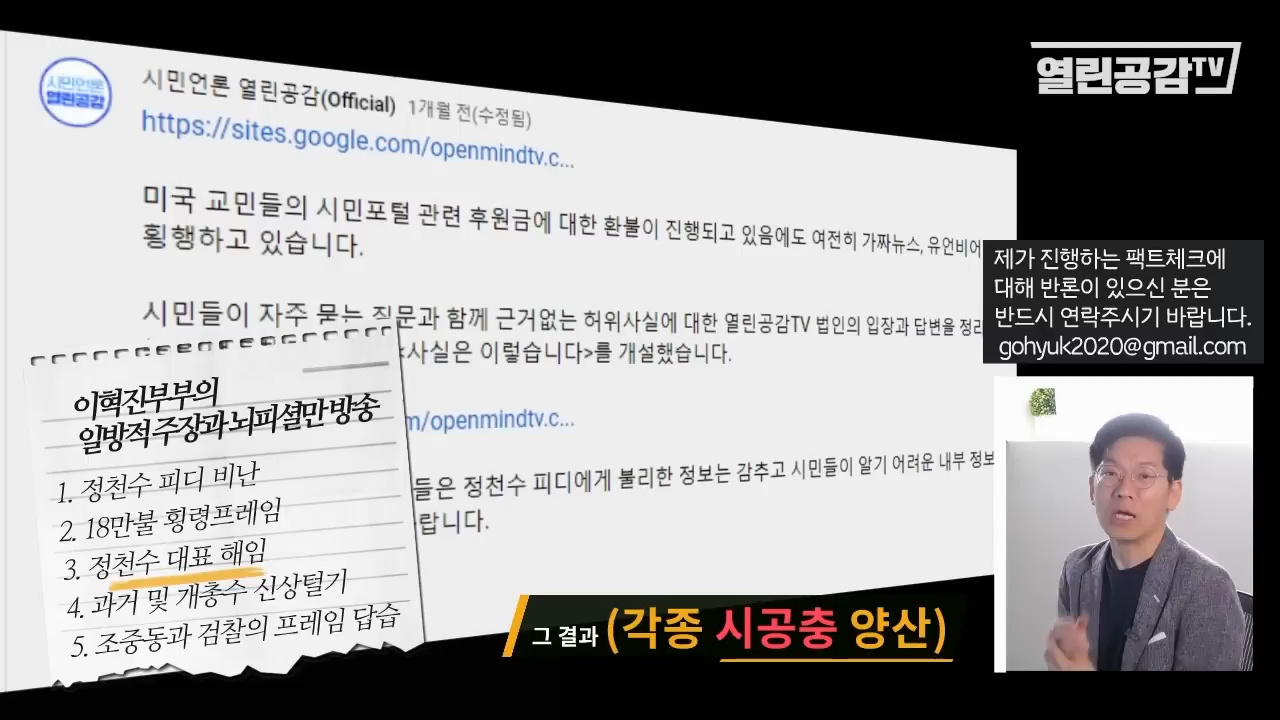 열린공감TV
시민언론
열린공감
시민언론 열린공감(Official) 1개월 전(수정됨)
https://sites.google.com/openmindtv.c...
미국 교민들의 시민포털 관련 후원금에 대한 환불이 진행되고 있음에도 여전히 가짜뉴스, 유언비어
횡행하고 있습니다.
시민들이 자주 묻는 질문과 함께 근거없는 허위사실에 대한 열린공감TV 법인의 입장과 답변을 정리
<사실은 이렇습니다>를 개설했습니다.
m/openmindtv.c...
들은 정천수 피디에게 불리한 정보는 감추고 시민들이 알기 어려운 내부 정보
랍니다.
제가 진행하는 팩트체크에
대해 반론이 있으신 분은
반드시 연락주시기 바랍니다.
gohyuk2020@gmail.com
이혁진부부의
일방적 주장과 뇌피셜만 방송
1. 정천수 피디 비난
2. 18만불 횡령프레임
3. 정천수 대표 해임
4. 과거 및 개총수 신상털기
5. 조중동과 검찰의 프레임 답습
그 결과 (각종 시공충 양산)